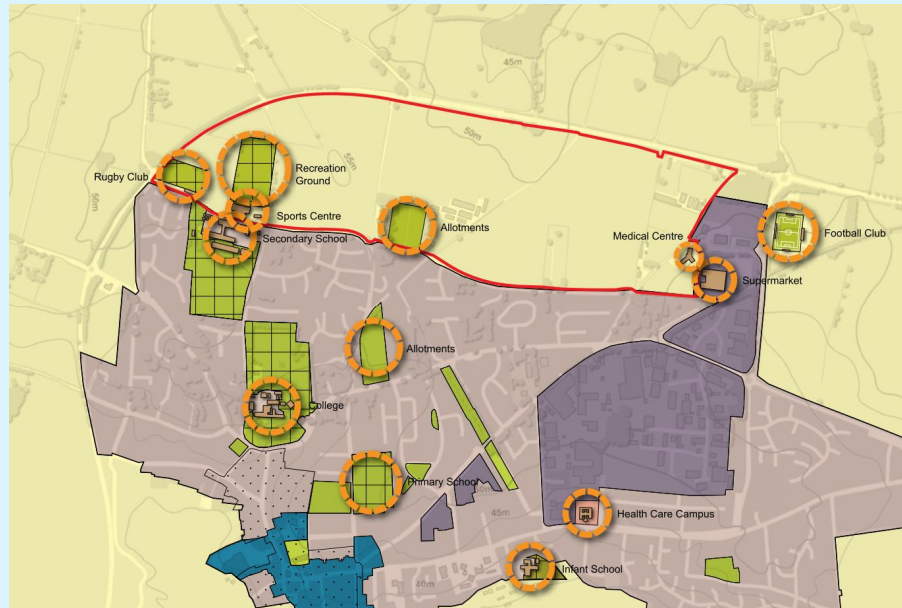 45m
50m
55m
Rugby Club
Recreation
Ground
60m
Sports Centre
Secondary School
Allotments
Medical Centre
Football Club
Supermarket
Allotments
College
Primary School
50m
45m
Health Care Campus
Infant School
40m